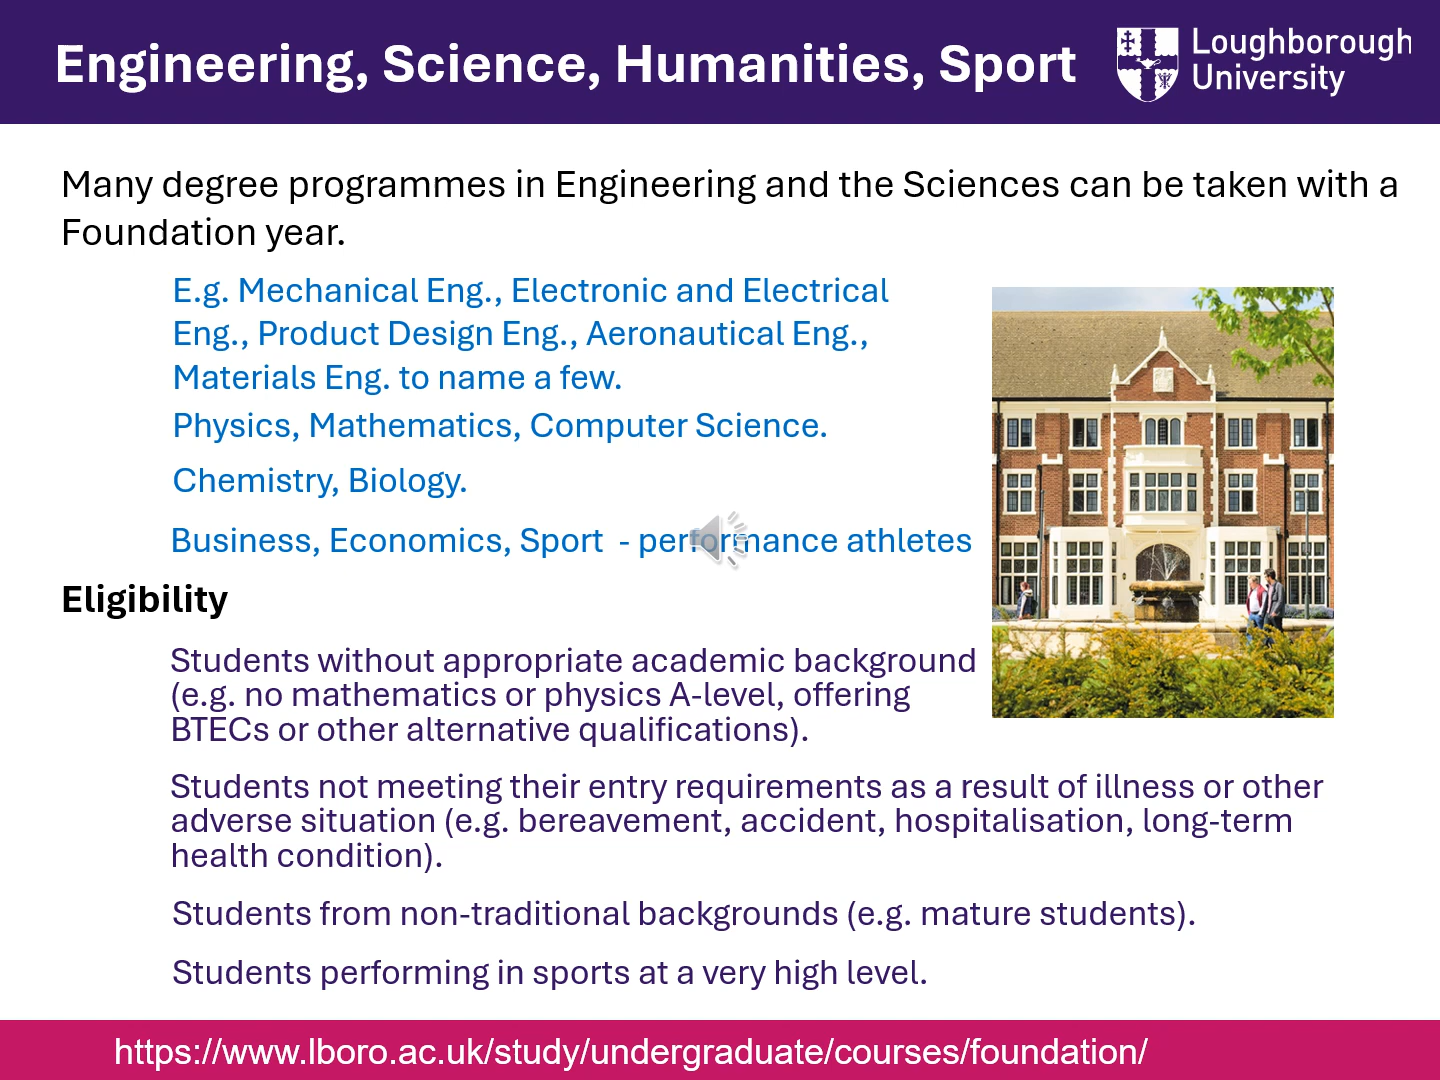 Engineering, Science, Humanities, Sport
Loughborough
University
Many degree programmes in Engineering and the Sciences can be taken with a
Foundation year.
E.g. Mechanical Eng., Electronic and Electrical
Eng., Product Design Eng., Aeronautical Eng.,
Materials Eng. to name a few.
Physics, Mathematics, Computer Science.
Chemistry, Biology.
Business, Economics, Sport - performance athletes
Eligibility
Students without appropriate academic background
(e.g. no mathematics or physics A-level, offering
BTECs or other alternative qualifications).
Students not meeting their entry requirements as a result of illness or other
adverse situation (e.g. bereavement, accident, hospitalisation, long-term
health condition).
Students from non-traditional backgrounds (e.g. mature students).
Students performing in sports at a very high level.
https://www.lboro.ac.uk/study/undergraduate/courses/foundation/